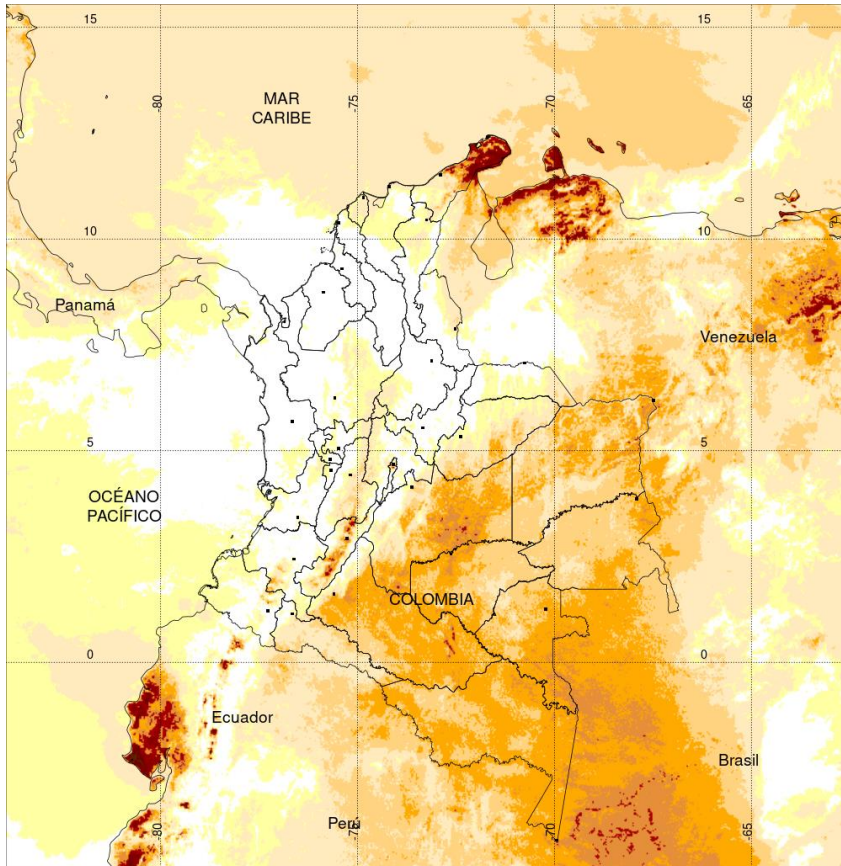 15
15
-80
-75
-70
-65
MAR
CARIBE
10
10
Panamá
Venezuela
5
5
OCÉANO
PACÍFICO
COLOMBIA
0
0
Ecuador
Brasil
Perú
-80
-75
-70
-65